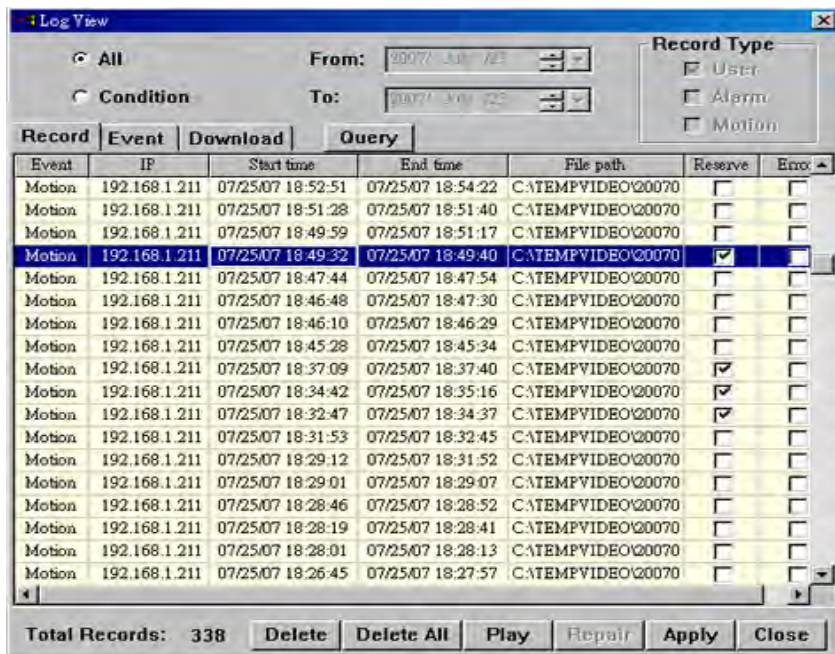 Log View
All From: 2007/ July /23 Record Type
User
Condition To: 2007/ July /23 Alarm
Motion
Record Event Download Query
Event IP Start time End time File path Reserve Error
Motion 192.168.1.211 07/25/07 18:52:51 07/25/07 18:54:22 C:\TEMPVIDEO\20070
Motion 192.168.1.211 07/25/07 18:51:28 07/25/07 18:51:40 C:\TEMPVIDEO\20070
Motion 192.168.1.211 07/25/07 18:49:59 07/25/07 18:51:17 C:\TEMPVIDEO\20070
Motion 192.168.1.211 07/25/07 18:49:32 07/25/07 18:49:40 C:\TEMPVIDEO\20070
Motion 192.168.1.211 07/25/07 18:47:44 07/25/07 18:47:54 C:\TEMPVIDEO\20070
Motion 192.168.1.211 07/25/07 18:46:48 07/25/07 18:47:30 C:\TEMPVIDEO\20070
Motion 192.168.1.211 07/25/07 18:46:10 07/25/07 18:46:29 C:\TEMPVIDEO\20070
Motion 192.168.1.211 07/25/07 18:45:28 07/25/07 18:45:34 C:\TEMPVIDEO\20070
Motion 192.168.1.211 07/25/07 18:37:09 07/25/07 18:37:40 C:\TEMPVIDEO\20070
Motion 192.168.1.211 07/25/07 18:34:42 07/25/07 18:35:16 C:\TEMPVIDEO\20070
Motion 192.168.1.211 07/25/07 18:32:47 07/25/07 18:34:37 C:\TEMPVIDEO\20070
Motion 192.168.1.211 07/25/07 18:31:53 07/25/07 18:32:45 C:\TEMPVIDEO\20070
Motion 192.168.1.211 07/25/07 18:29:12 07/25/07 18:31:52 C:\TEMPVIDEO\20070
Motion 192.168.1.211 07/25/07 18:29:01 07/25/07 18:29:07 C:\TEMPVIDEO\20070
Motion 192.168.1.211 07/25/07 18:28:46 07/25/07 18:28:52 C:\TEMPVIDEO\20070
Motion 192.168.1.211 07/25/07 18:28:19 07/25/07 18:28:41 C:\TEMPVIDEO\20070
Motion 192.168.1.211 07/25/07 18:28:01 07/25/07 18:28:13 C:\TEMPVIDEO\20070
Motion 192.168.1.211 07/25/07 18:26:45 07/25/07 18:27:57 C:\TEMPVIDEO\20070
Total Records: 338 Delete Delete All Play Repair Apply Close